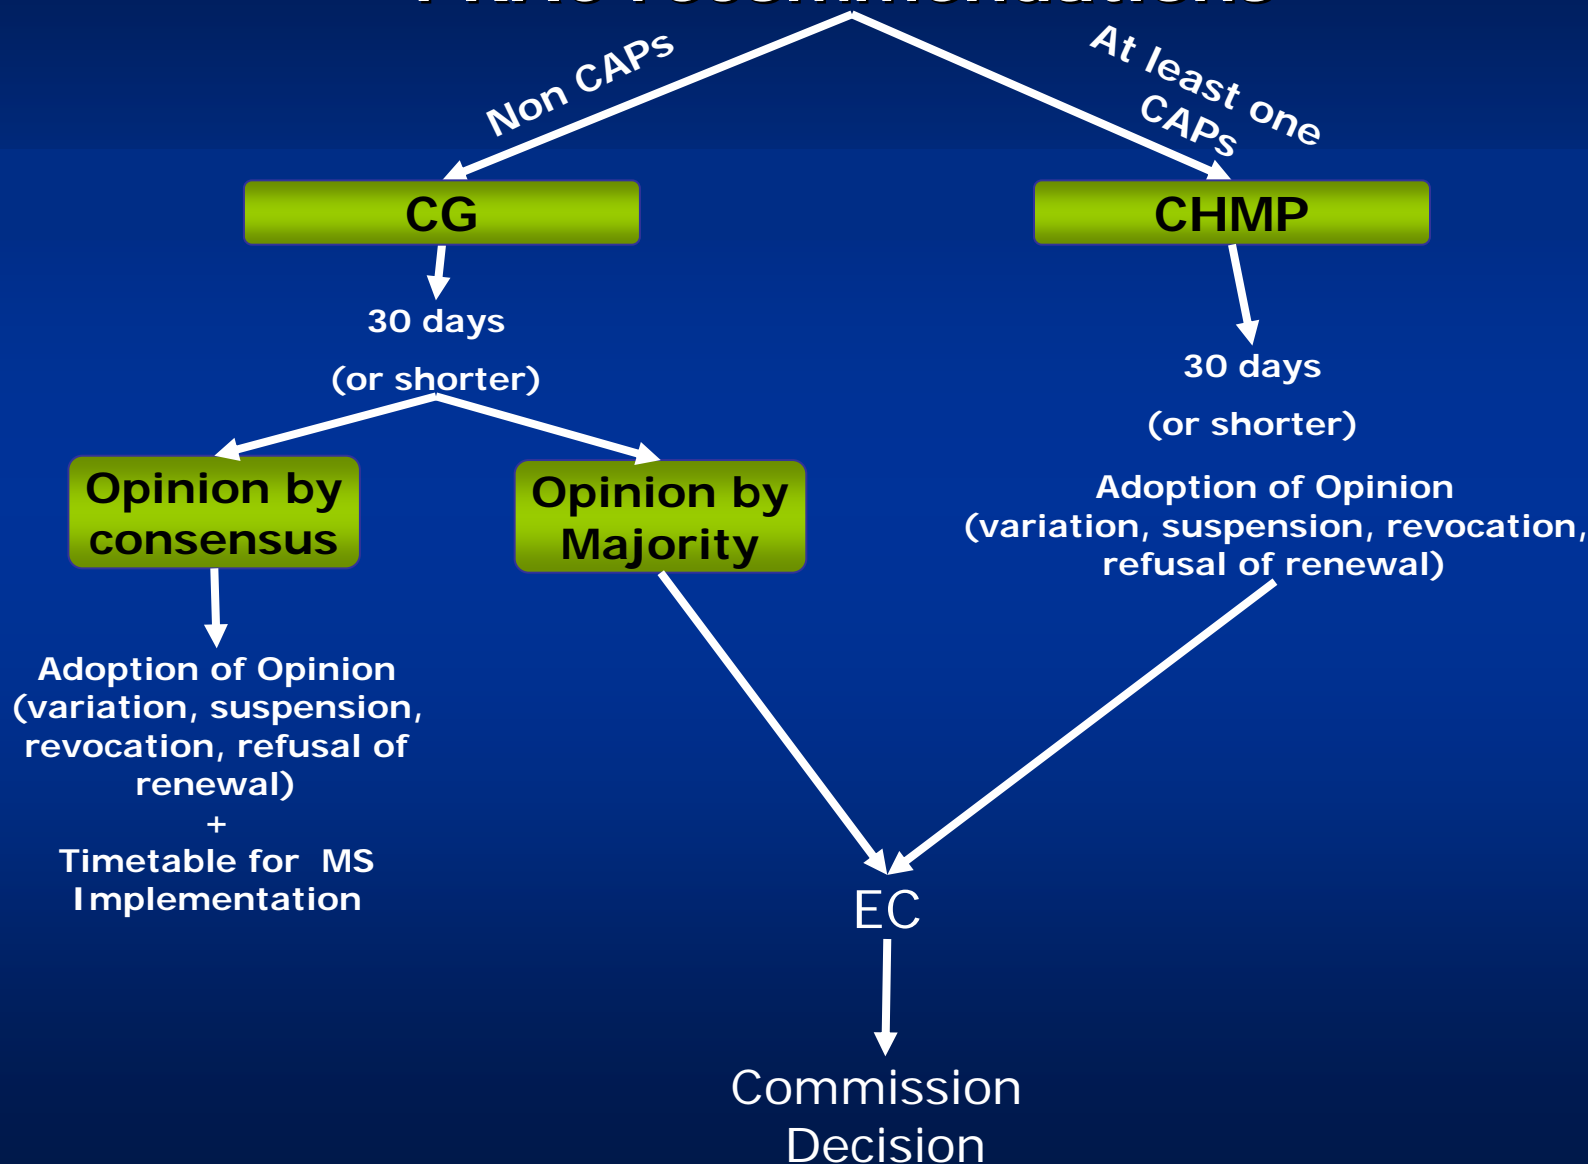 PRAC recommendations
Non CAPs
At least one
CAPs
CG
CHMP
30 days
(or shorter)
30 days
(or shorter)
Opinion by
consensus
Opinion by
Majority
Adoption of Opinion
(variation, suspension, revocation,
refusal of renewal)
Adoption of Opinion
(variation, suspension,
revocation, refusal of
renewal)
+
Timetable for MS
Implementation
EC
Commission
Decision